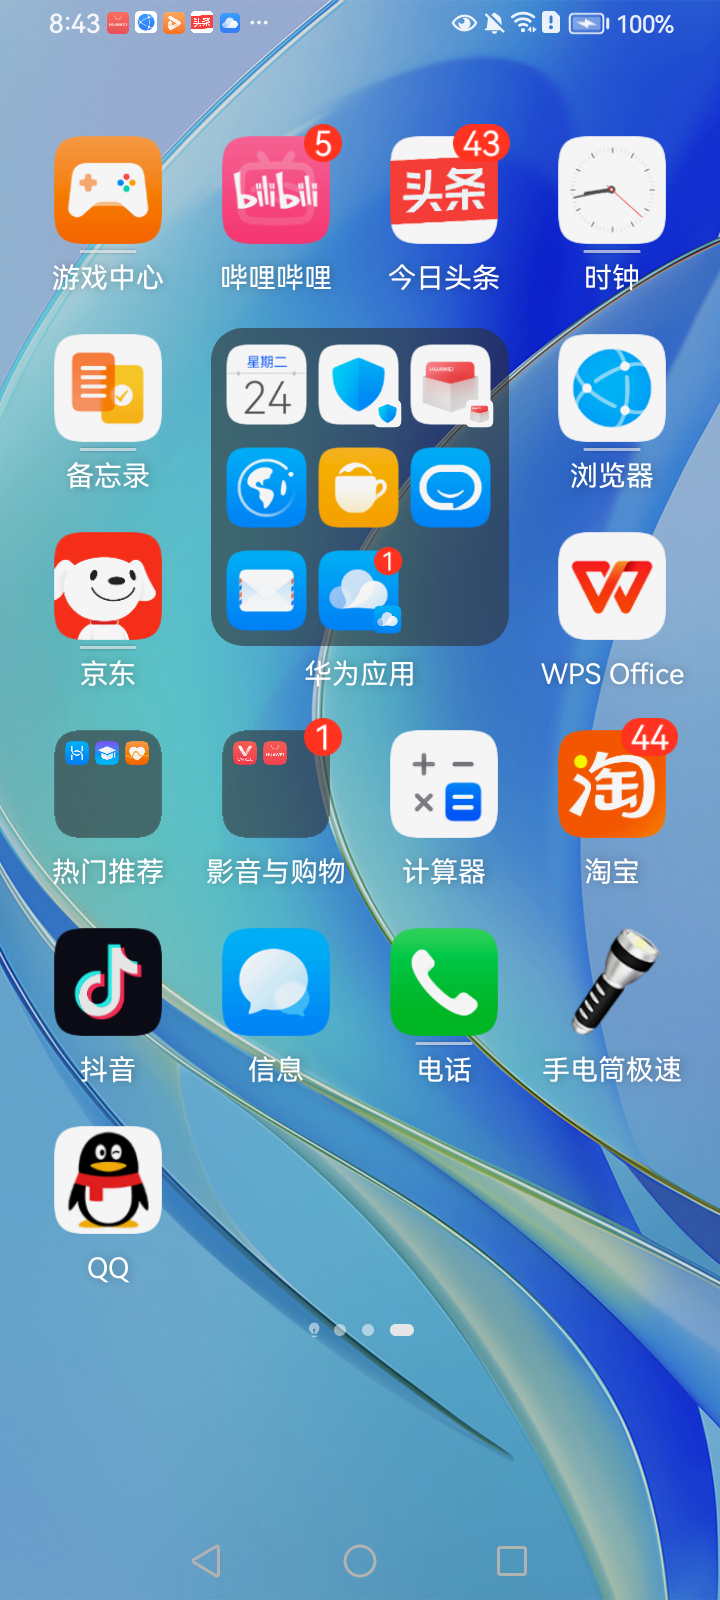 8:43
100%
5
43
bilibili
头条
游戏中心
哔哩哔哩
今日头条
时钟
星期二
24
HUAWEI
备忘录
浏览器
1
京东
华为应用
WPS Office
1
44
淘
热门推荐
影音与购物
计算器
淘宝
抖音
信息
电话
手电筒极速
QQ